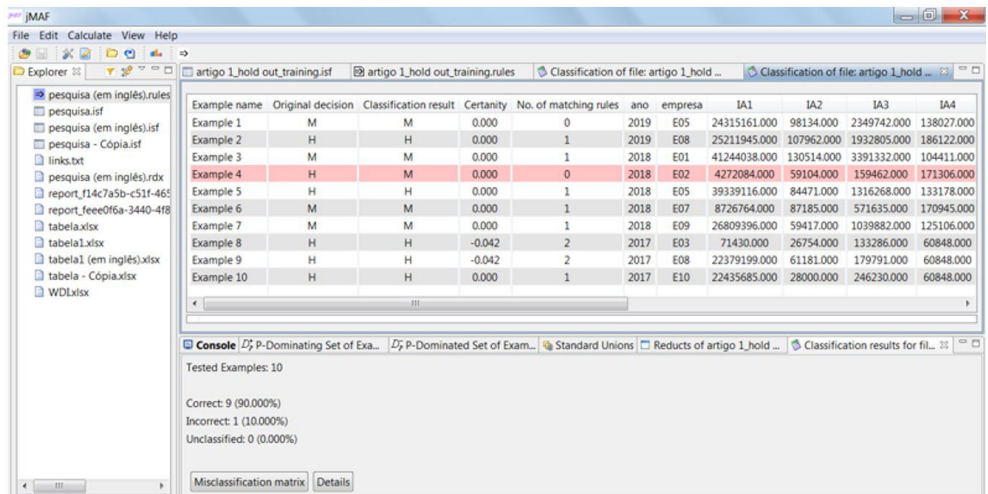 jMAF
File Edit Calculate View Help
Explorer
pesquisa (em inglês).rules
pesquisa.isf
pesquisa (em inglês).isf
pesquisa - Cópia.isf
links.txt
pesquisa (em inglês).rdx
report_f14c7a5b-c51f-465
report_feee0f6a-3440-4f8
tabela.xlsx
tabela1.xlsx
tabela1 (em inglês).xlsx
tabela - Cópia.xlsx
WDI.xlsx
artigo 1_hold out_training.isf artigo 1_hold out_training.rules Classification of file: artigo 1_hold ... Classification of file: artigo 1_hold ...
Example name Original decision Classification result Certanity No. of matching rules ano empresa IA1 IA2 IA3 IA4
Example 1 M M 0.000 0 2019 E05 24315161.000 98134.000 2349742.000 138027.000
Example 2 H H 0.000 1 2019 E08 25211945.000 107962.000 1932805.000 186122.000
Example 3 M M 0.000 1 2018 E01 41244038.000 130514.000 3391332.000 104411.000
Example 4 H M 0.000 0 2018 E02 4272084.000 59104.000 159462.000 171306.000
Example 5 H H 0.000 1 2018 E05 39339116.000 84471.000 1316268.000 133178.000
Example 6 M M 0.000 1 2018 E07 8726764.000 87185.000 571635.000 170945.000
Example 7 M M 0.000 1 2018 E09 26809396.000 59417.000 1039882.000 125106.000
Example 8 H H -0.042 2 2017 E03 71430.000 26754.000 133286.000 60848.000
Example 9 H H -0.042 2 2017 E08 22379199.000 61181.000 179791.000 60848.000
Example 10 H H 0.000 1 2017 E10 22435685.000 28000.000 246230.000 60848.000
Console P-Dominating Set of Exa... P-Dominated Set of Exam... Standard Unions Reducts of artigo 1_hold ... Classification results for fil...
Tested Examples: 10
Correct: 9 (90.000%)
Incorrect: 1 (10.000%)
Unclassified: 0 (0.000%)
Misclassification matrix Details